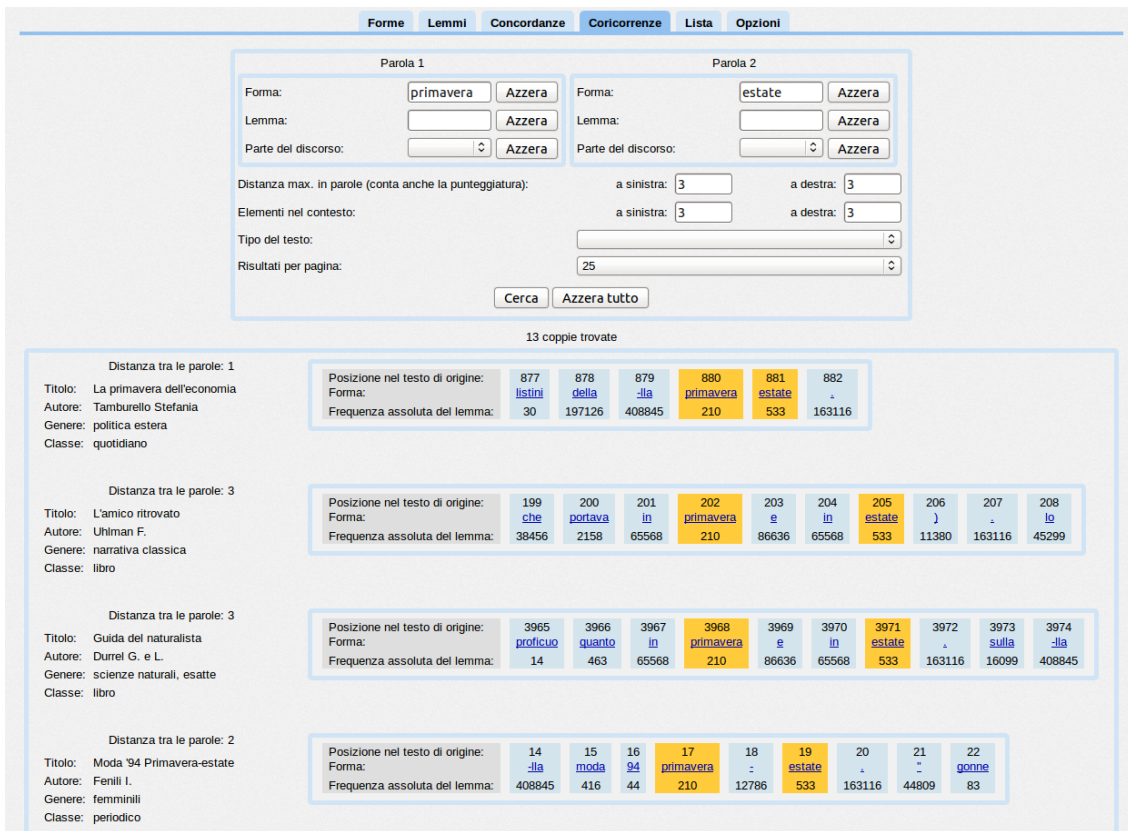 Forme Lemmi Concordanze Coricorrenze Lista Opzioni
Parola 1 Parola 2
Forma: primavera Azzera Forma: estate Azzera
Lemma: Azzera Lemma: Azzera
Parte del discorso: Azzera Parte del discorso: Azzera
Distanza max. in parole (conta anche la punteggiatura): a sinistra: 3 a destra: 3
Elementi nel contesto: a sinistra: 3 a destra: 3
Tipo del testo:
Risultati per pagina: 25
Cerca Azzera tutto
13 coppie trovate
Distanza tra le parole: 1
Titolo: La primavera dell'economia
Autore: Tamburello Stefania
Genere: politica estera
Classe: quotidiano
Posizione nel testo di origine: 877 878 879 880 881 882
Forma: listini della -lla primavera estate .
Frequenza assoluta del lemma: 30 197126 408845 210 533 163116
Distanza tra le parole: 3
Titolo: L'amico ritrovato
Autore: Uhlman F.
Genere: narrativa classica
Classe: libro
Posizione nel testo di origine: 199 200 201 202 203 204 205 206 207 208
Forma: che portava in primavera e in estate ) . lo
Frequenza assoluta del lemma: 38456 2158 65568 210 86636 65568 533 11380 163116 45299
Distanza tra le parole: 3
Titolo: Guida del naturalista
Autore: Durrel G. e L.
Genere: scienze naturali, esatte
Classe: libro
Posizione nel testo di origine: 3965 3966 3967 3968 3969 3970 3971 3972 3973 3974
Forma: proficuo quanto in primavera e in estate . sulla -lla
Frequenza assoluta del lemma: 14 463 65568 210 86636 65568 533 163116 16099 408845
Distanza tra le parole: 2
Titolo: Moda '94 Primavera-estate
Autore: Fenili I.
Genere: femminili
Classe: periodico
Posizione nel testo di origine: 14 15 16 17 18 19 20 21 22
Forma: -lla moda 94 primavera - estate . " gonne
Frequenza assoluta del lemma: 408845 416 44 210 12786 533 163116 44809 83